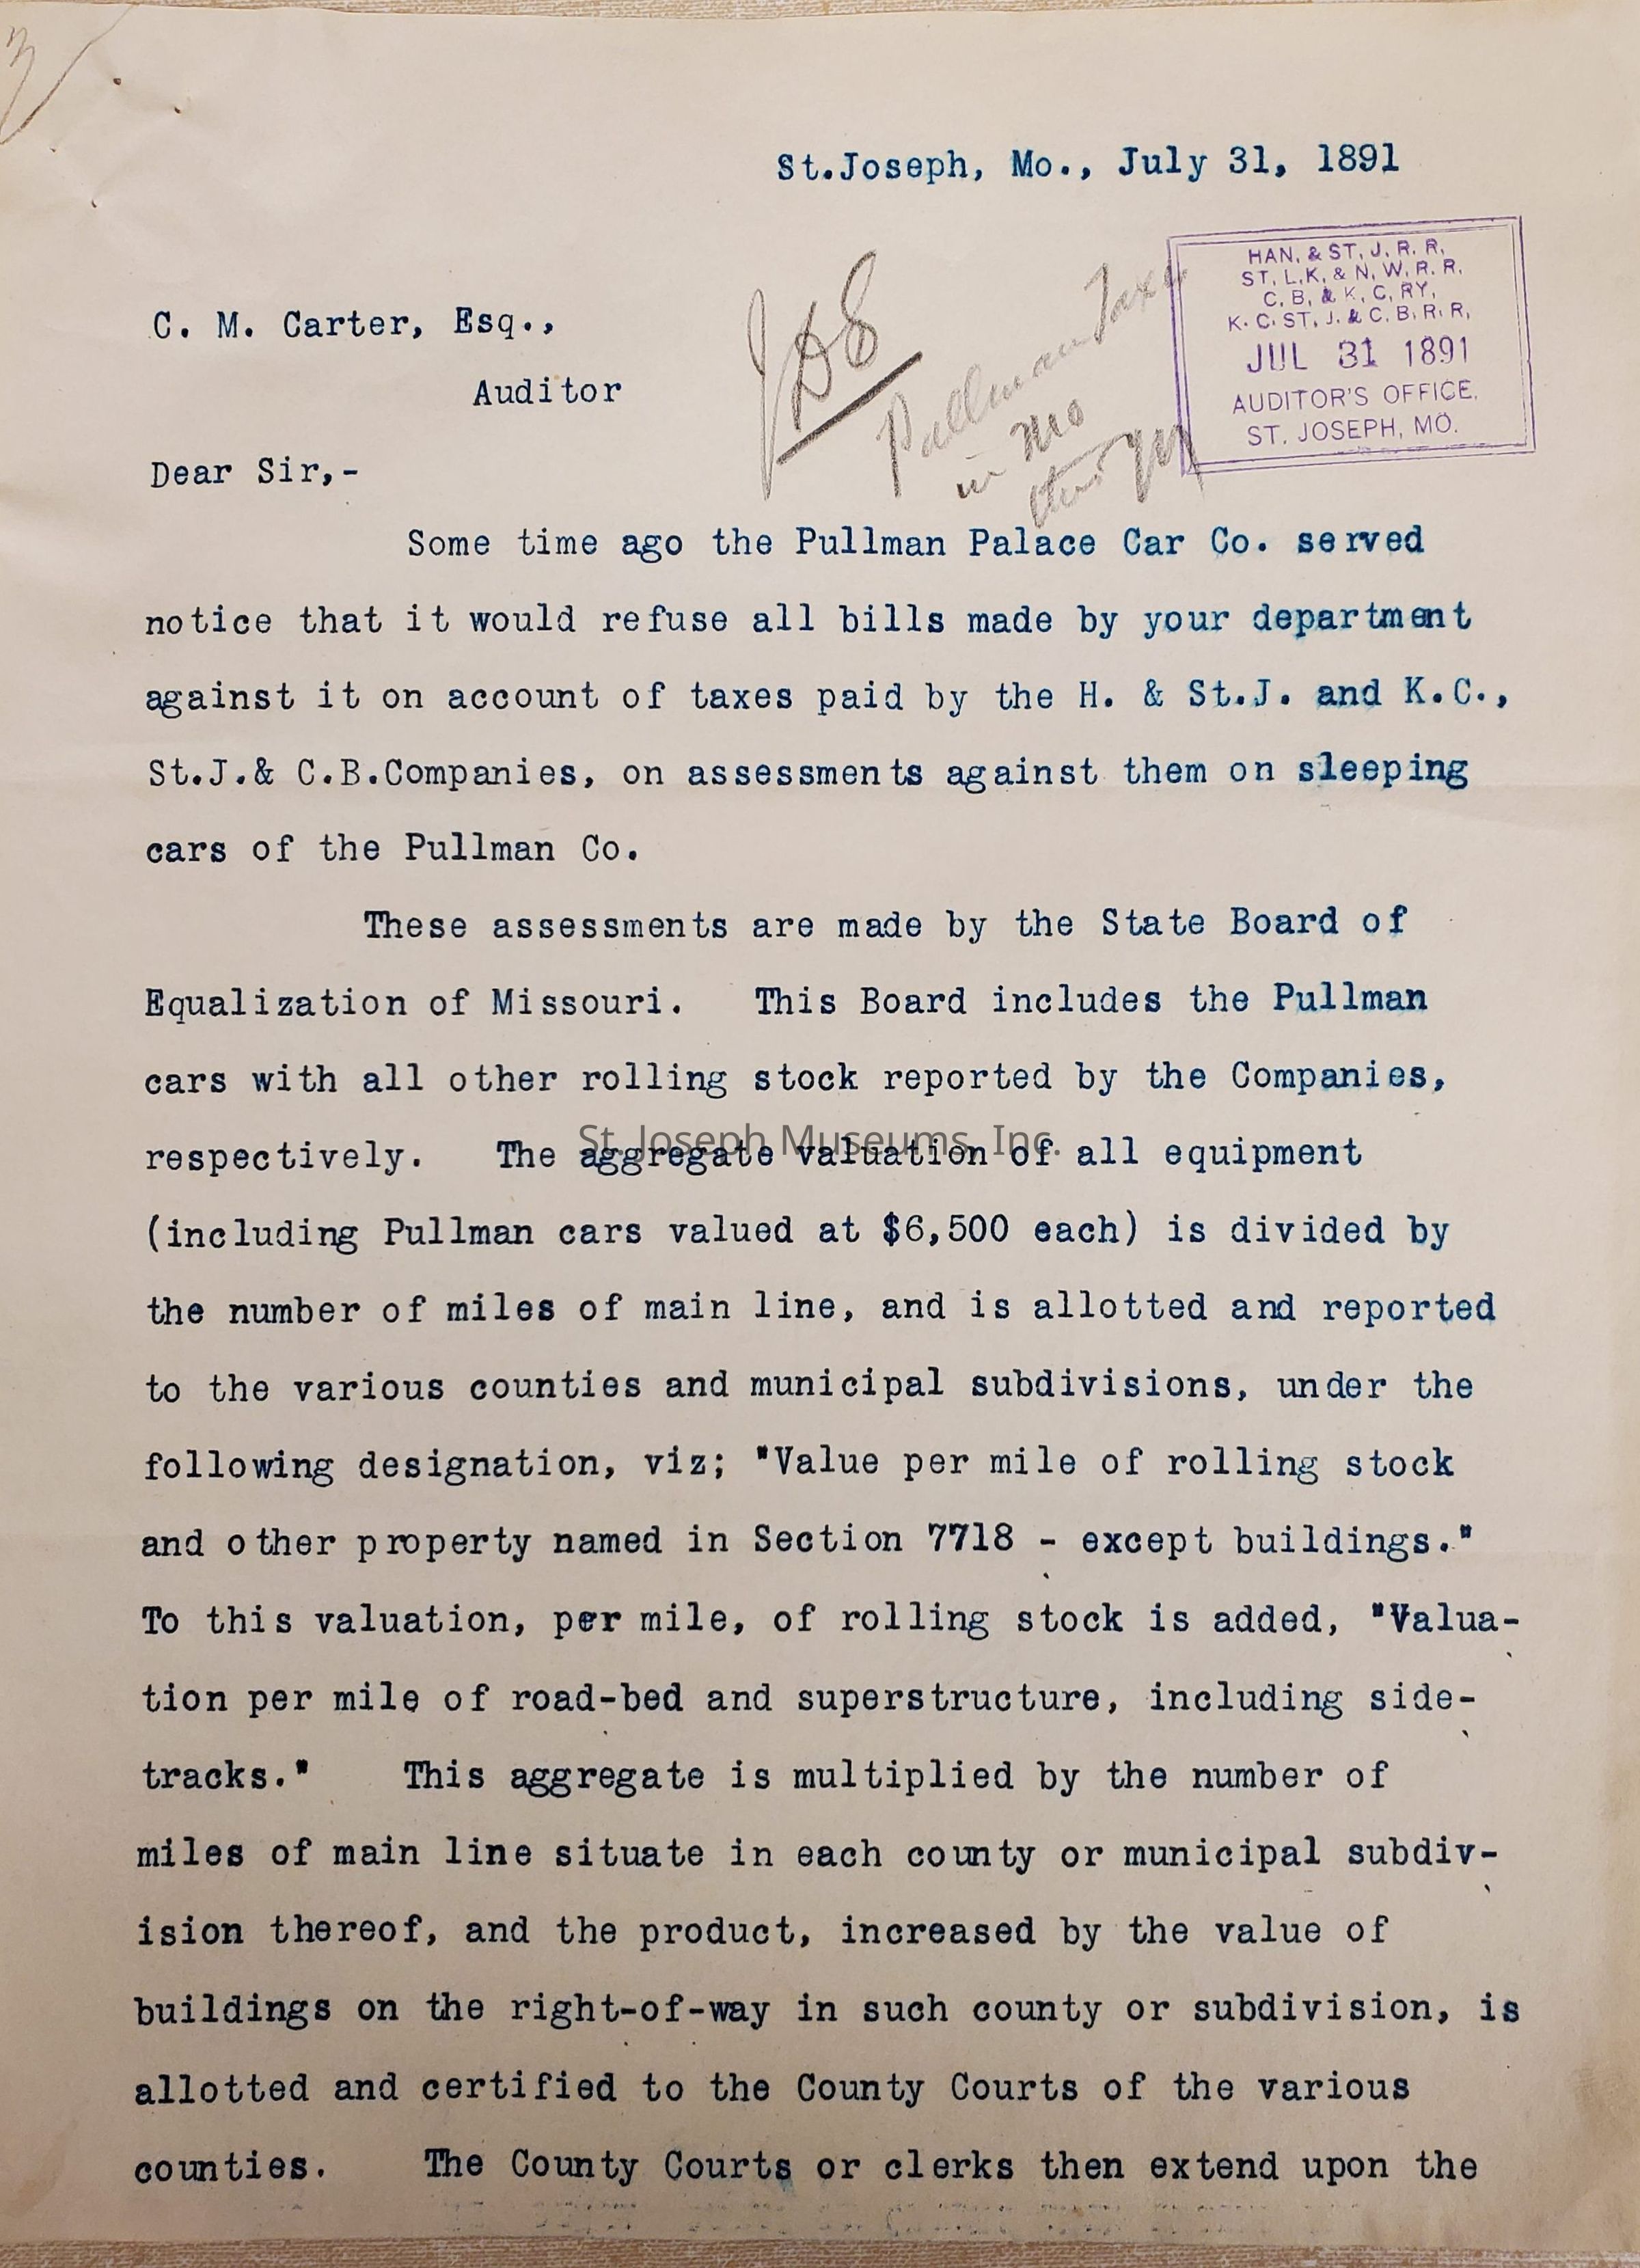 3
St.Joseph, Mo., July 31, 1891
HAN. & ST. J. R. R.
ST. L. K. & N. W. R. R.
C. B. & K. C. RY.
K. C. ST. J. & C. B. R. R.
JUL 31 1891
AUDITOR'S OFFICE.
ST. JOSEPH, MO.
Pullman Taxes
in Mo
C. M. Carter, Esq.,
Auditor
Dear Sir,-
Some time ago the Pullman Palace Car Co. served
notice that it would refuse all bills made by your department
against it on account of taxes paid by the H. & St.J. and K.C.,
St.J.& C.B.Companies, on assessments against them on sleeping
cars of the Pullman Co.
These assessments are made by the State Board of
Equalization of Missouri. This Board includes the Pullman
cars with all other rolling stock reported by the Companies,
St. Joseph Museums, Inc.
respectively. The aggregate valuation of all equipment
(including Pullman cars valued at $6,500 each) is divided by
the number of miles of main line, and is allotted and reported
to the various counties and municipal subdivisions, under the
following designation, viz; "Value per mile of rolling stock
and other property named in Section 7718 - except buildings."
To this valuation, per mile, of rolling stock is added, "Valua-
tion per mile of road-bed and superstructure, including side-
tracks." This aggregate is multiplied by the number of
miles of main line situate in each county or municipal subdiv-
ision thereof, and the product, increased by the value of
buildings on the right-of-way in such county or subdivision, is
allotted and certified to the County Courts of the various
counties. The County Courts or clerks then extend upon the